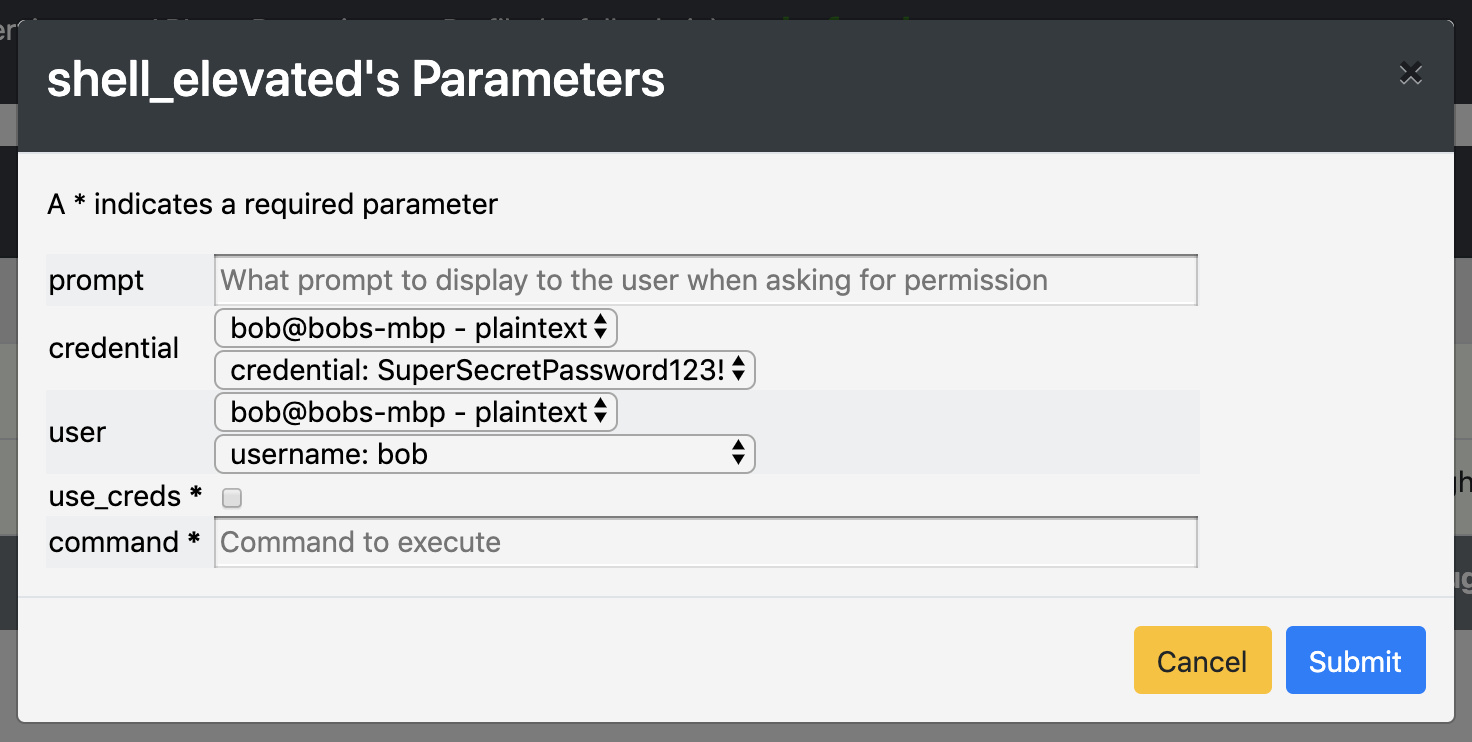 shell_elevated's Parameters
A * indicates a required parameter
prompt What prompt to display to the user when asking for permission
credential bob@bobs-mbp - plaintext
credential: SuperSecretPassword123!
user bob@bobs-mbp - plaintext
username: bob
use_creds *
command * Command to execute
Cancel Submit